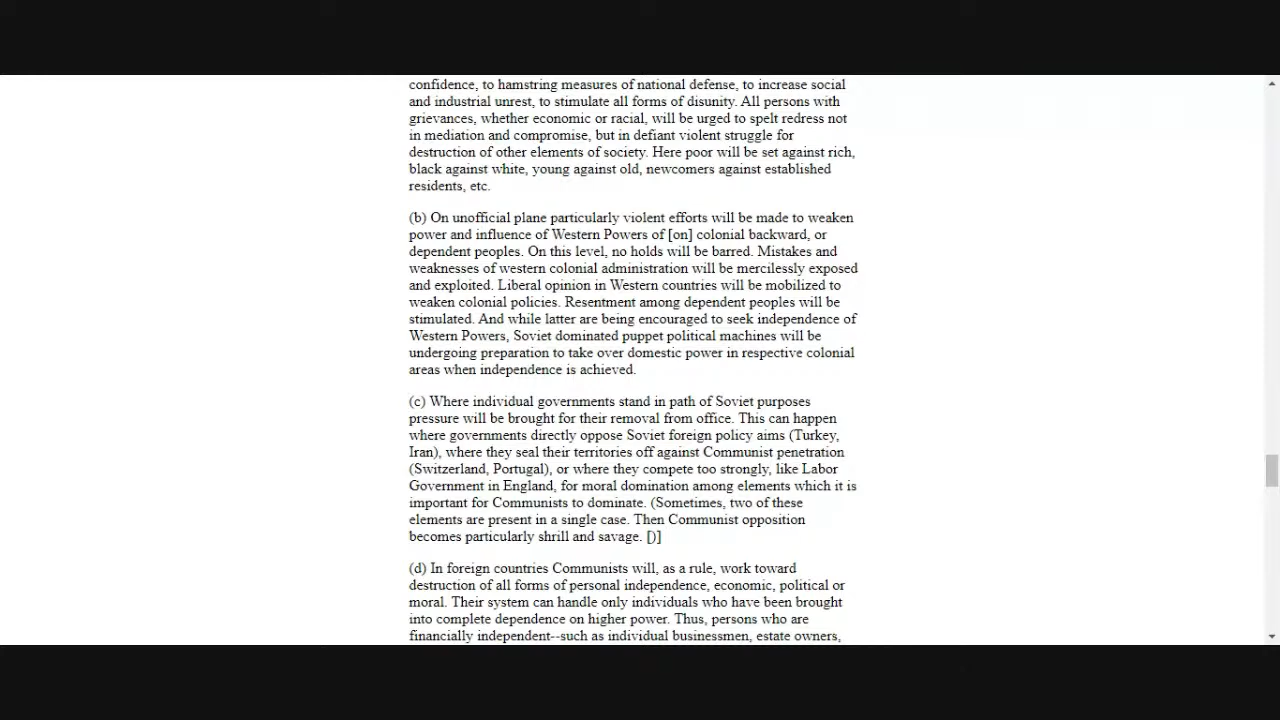 confidence, to hamstring measures of national defense, to increase social
and industrial unrest, to stimulate all forms of disunity. All persons with
grievances, whether economic or racial, will be urged to spelt redress not
in mediation and compromise, but in defiant violent struggle for
destruction of other elements of society. Here poor will be set against rich,
black against white, young against old, newcomers against established
residents, etc.
(b) On unofficial plane particularly violent efforts will be made to weaken
power and influence of Western Powers of [on] colonial backward, or
dependent peoples. On this level, no holds will be barred. Mistakes and
weaknesses of western colonial administration will be mercilessly exposed
and exploited. Liberal opinion in Western countries will be mobilized to
weaken colonial policies. Resentment among dependent peoples will be
stimulated. And while latter are being encouraged to seek independence of
Western Powers, Soviet dominated puppet political machines will be
undergoing preparation to take over domestic power in respective colonial
areas when independence is achieved.
(c) Where individual governments stand in path of Soviet purposes
pressure will be brought for their removal from office. This can happen
where governments directly oppose Soviet foreign policy aims (Turkey,
Iran), where they seal their territories off against Communist penetration
(Switzerland, Portugal), or where they compete too strongly, like Labor
Government in England, for moral domination among elements which it is
important for Communists to dominate. (Sometimes, two of these
elements are present in a single case. Then Communist opposition
becomes particularly shrill and savage. [)]
(d) In foreign countries Communists will, as a rule, work toward
destruction of all forms of personal independence, economic, political or
moral. Their system can handle only individuals who have been brought
into complete dependence on higher power. Thus, persons who are
financially independent--such as individual businessmen, estate owners,